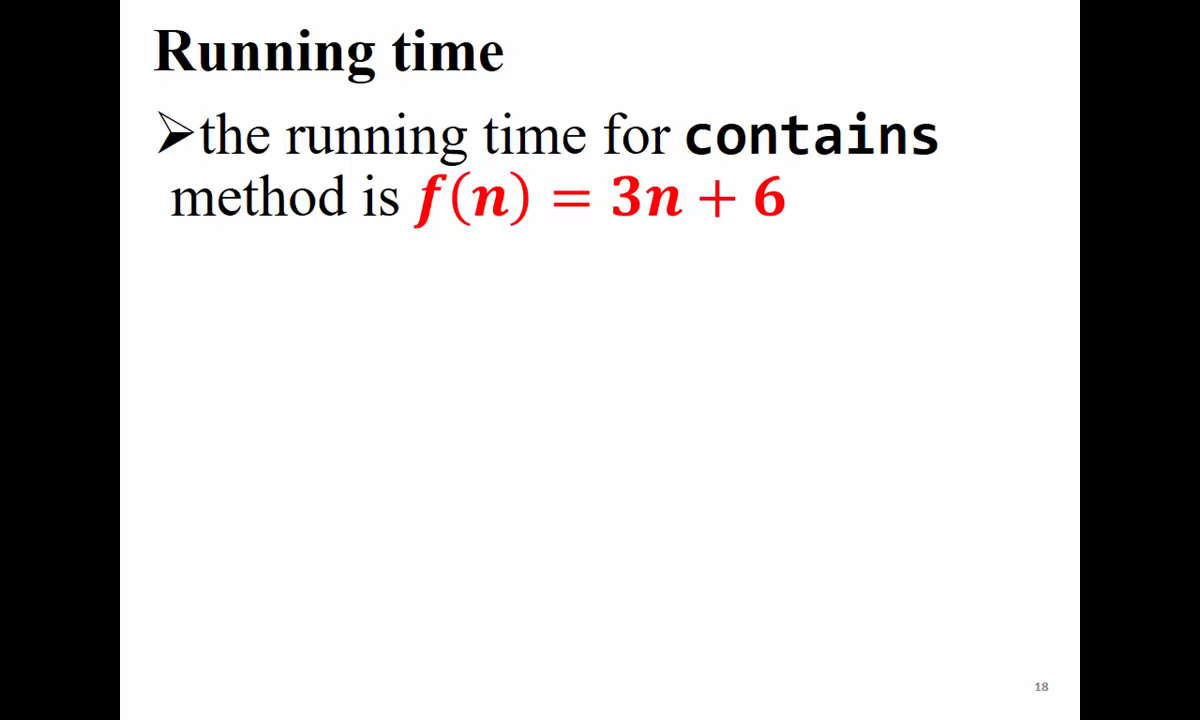 Running time
➢the running time for contains
method is f(n) = 3n + 6
18